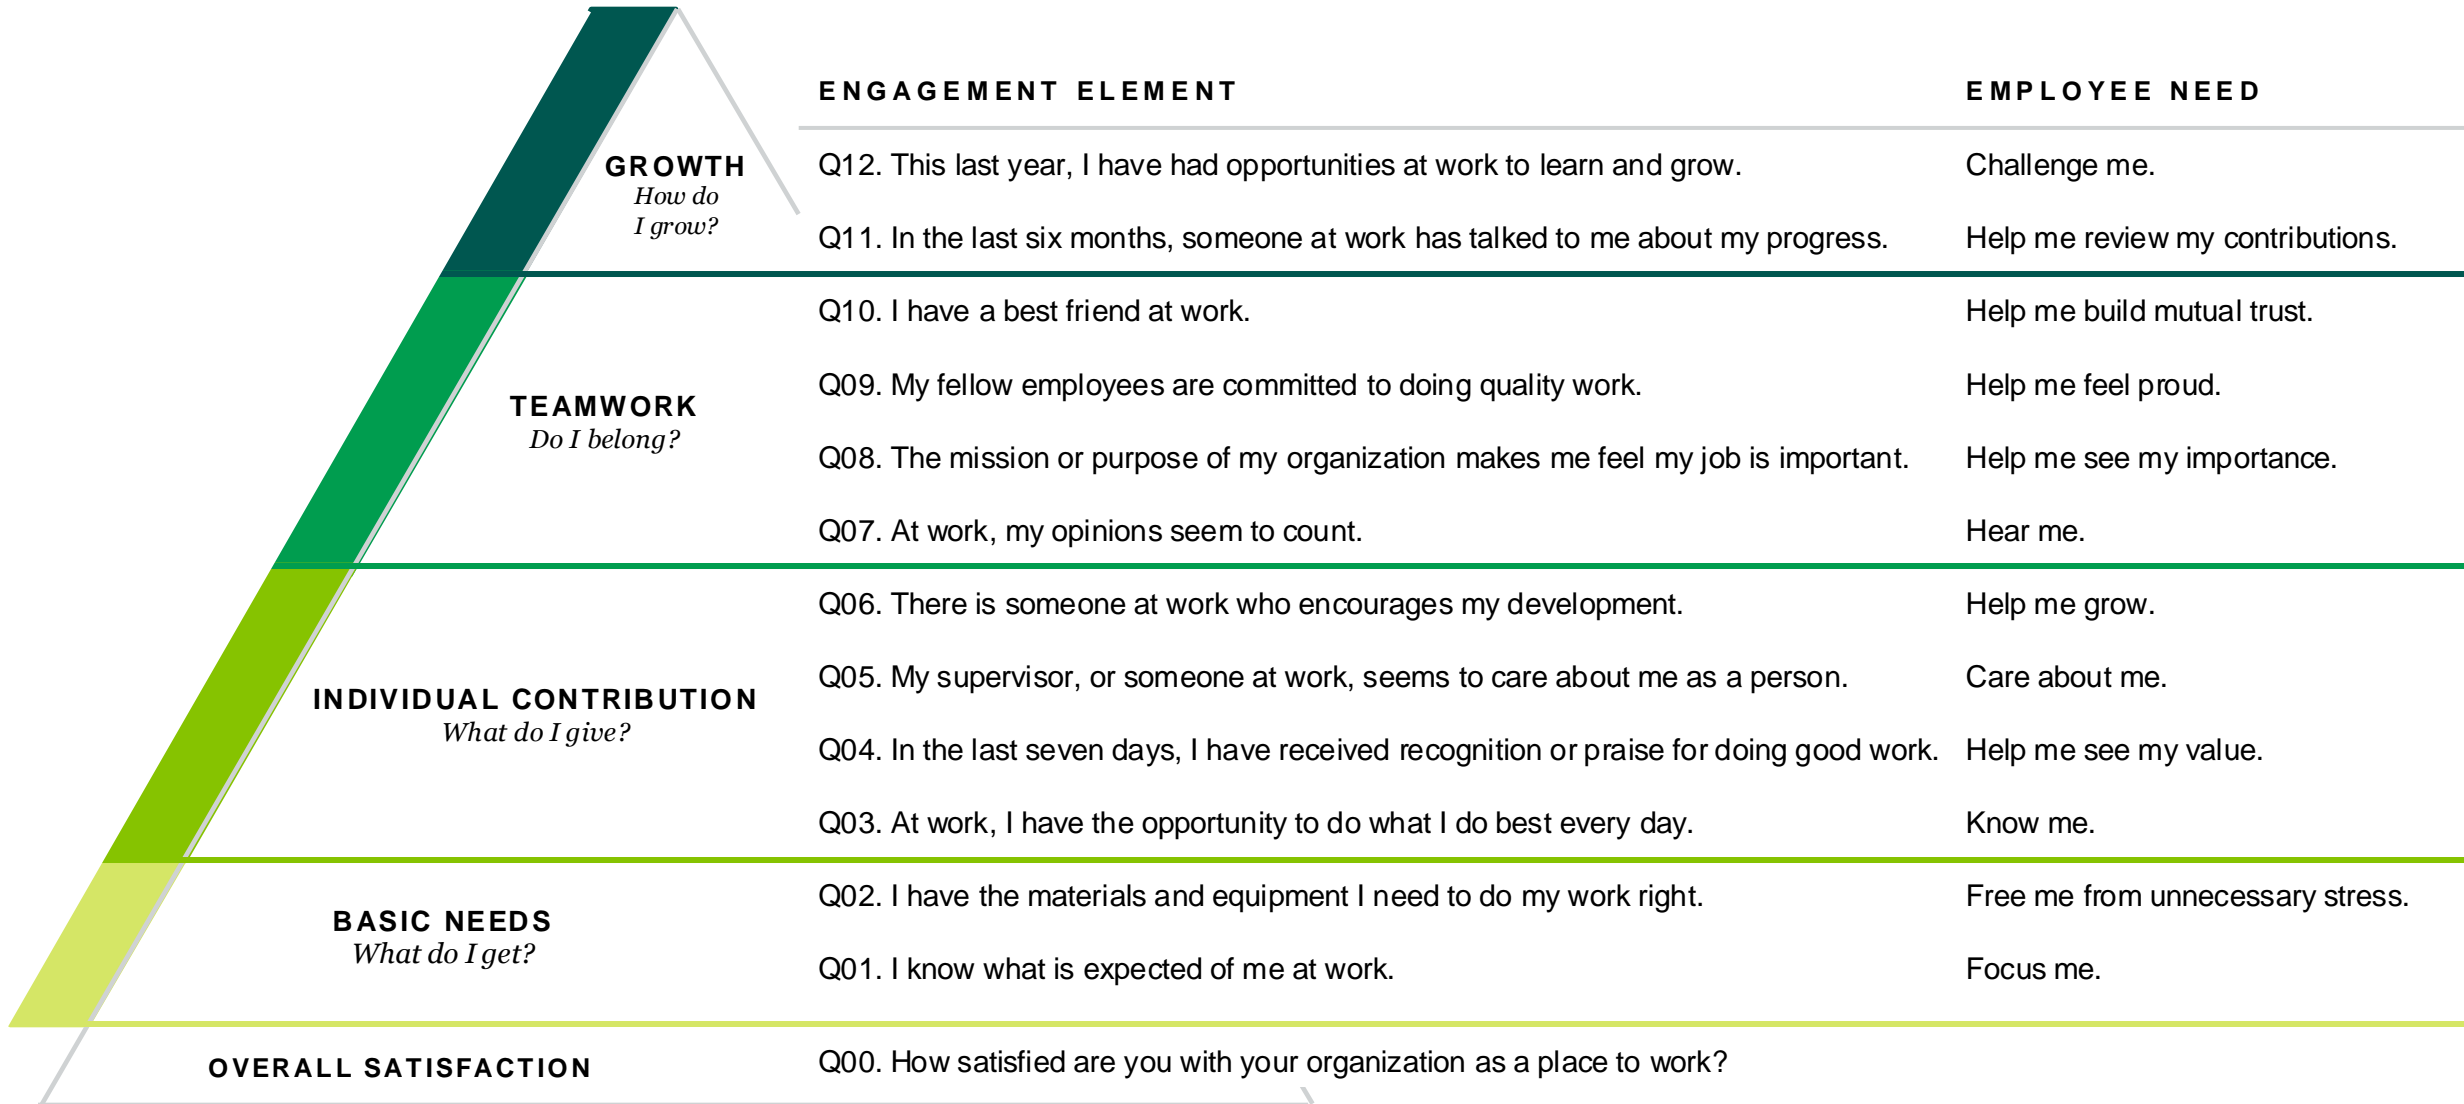 ENGAGEMENT ELEMENT EMPLOYEE NEED
GROWTH
How do
I grow?
Q12. This last year, I have had opportunities at work to learn and grow. Challenge me.
Q11. In the last six months, someone at work has talked to me about my progress. Help me review my contributions.
TEAMWORK
Do I belong?
Q10. I have a best friend at work. Help me build mutual trust.
Q09. My fellow employees are committed to doing quality work. Help me feel proud.
Q08. The mission or purpose of my organization makes me feel my job is important. Help me see my importance.
Q07. At work, my opinions seem to count. Hear me.
INDIVIDUAL CONTRIBUTION
What do I give?
Q06. There is someone at work who encourages my development. Help me grow.
Q05. My supervisor, or someone at work, seems to care about me as a person. Care about me.
Q04. In the last seven days, I have received recognition or praise for doing good work. Help me see my value.
Q03. At work, I have the opportunity to do what I do best every day. Know me.
BASIC NEEDS
What do I get?
Q02. I have the materials and equipment I need to do my work right. Free me from unnecessary stress.
Q01. I know what is expected of me at work. Focus me.
OVERALL SATISFACTION
Q00. How satisfied are you with your organization as a place to work?